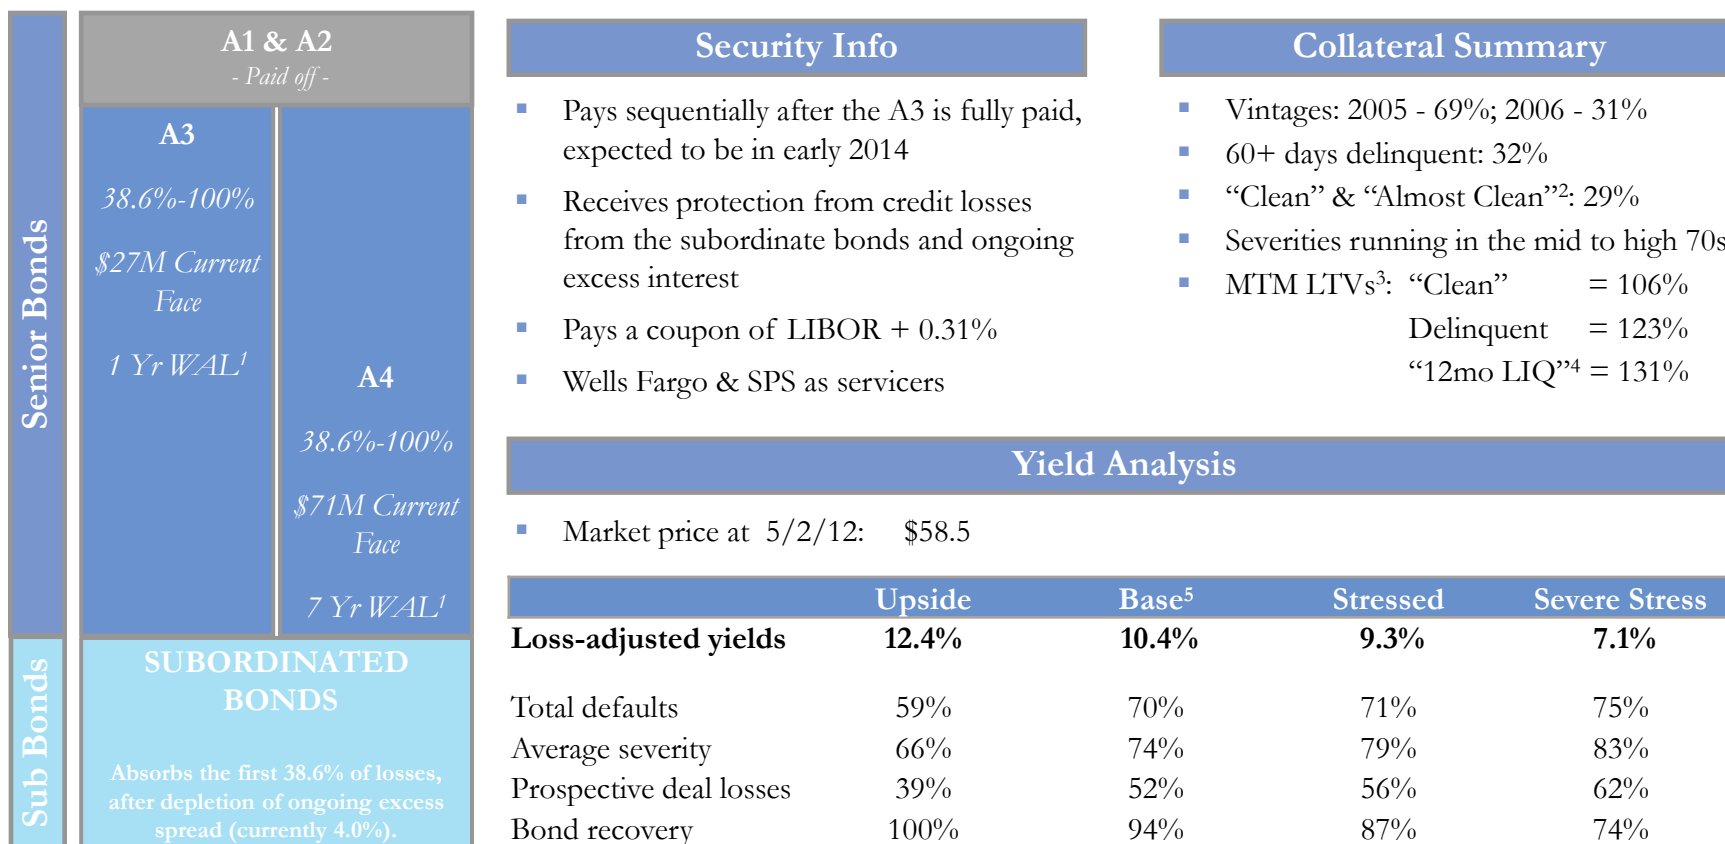 Senior Bonds
Sub Bonds
A1 & A2
- Paid off -
A3
38.6%-100%
$27M Current
Face
1 Yr WAL1
A4
38.6%-100%
$71M Current
Face
7 Yr WAL1
SUBORDINATED
BONDS
Absorbs the first 38.6% of losses,
after depletion of ongoing excess
spread (currently 4.0%).
Security Info
▪ Pays sequentially after the A3 is fully paid,
expected to be in early 2014
▪ Receives protection from credit losses
from the subordinate bonds and ongoing
excess interest
▪ Pays a coupon of LIBOR + 0.31%
▪ Wells Fargo & SPS as servicers
Collateral Summary
▪ Vintages: 2005 - 69%; 2006 - 31%
▪ 60+ days delinquent: 32%
▪ “Clean” & “Almost Clean”2: 29%
▪ Severities running in the mid to high 70s
▪ MTM LTVs3: “Clean” = 106%
Delinquent = 123%
“12mo LIQ”4 = 131%
Yield Analysis
▪ Market price at 5/2/12: $58.5
Upside Base5 Stressed Severe Stress
Loss-adjusted yields 12.4% 10.4% 9.3% 7.1%
Total defaults 59% 70% 71% 75%
Average severity 66% 74% 79% 83%
Prospective deal losses 39% 52% 56% 62%
Bond recovery 100% 94% 87% 74%